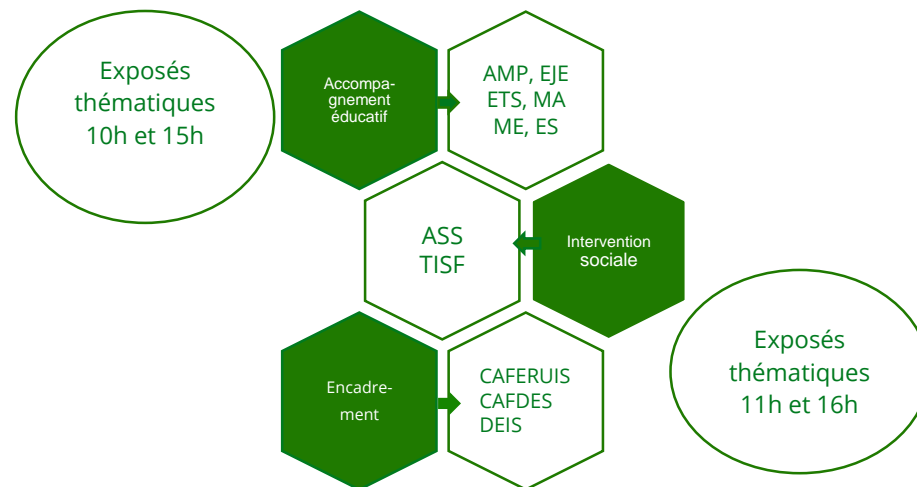 Exposés
thématiques
10h et 15h
Accompa-
gnement
éducatif
AMP, EJE
ETS, MA
ME, ES
ASS
TISF
Intervention
sociale
Encadre-
ment
CAFERUIS
CAFDES
DEIS
Exposés
thématiques
11h et 16h